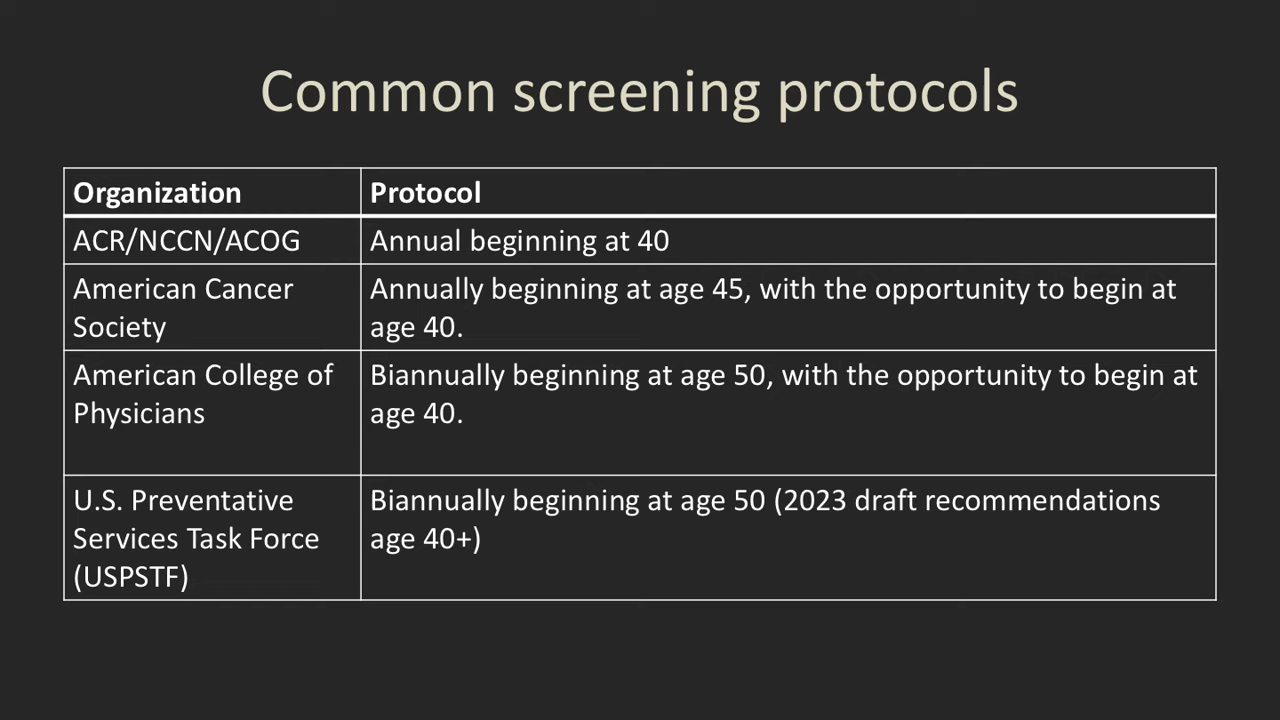 Common screening protocols
Organization
Protocol
ACR/NCCN/ACOG
Annual beginning at 40
American Cancer
Society
Annually beginning at age 45, with the opportunity to begin at
age 40.
American College of
Physicians
Biannually beginning at age 50, with the opportunity to begin at
age 40.
U.S. Preventative
Services Task Force
(USPSTF)
Biannually beginning at age 50 (2023 draft recommendations
age 40+)